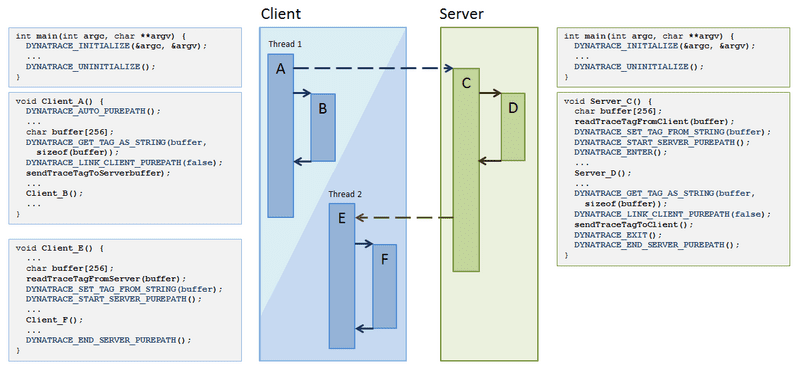 int main(int argc, char **argv) {
DYNATRACE_INITIALIZE(&argc, &argv);
...
DYNATRACE_UNINITIALIZE();
}
void Client_A() {
DYNATRACE_AUTO_PUREPATH();
...
char buffer[256];
DYNATRACE_GET_TAG_AS_STRING(buffer,
sizeof(buffer));
DYNATRACE_LINK_CLIENT_PUREPATH(false);
sendTraceTagToServerbuffer);
...
Client_B();
...
}
void Client_E() {
...
char buffer[256];
readTraceTagFromServer(buffer);
DYNATRACE_SET_TAG_FROM_STRING(buffer);
DYNATRACE_START_SERVER_PUREPATH();
...
Client_F();
...
DYNATRACE_END_SERVER_PUREPATH();
}
Client
Thread 1
A
B
Thread 2
E
F
Server
C
D
int main(int argc, char **argv) {
DYNATRACE_INITIALIZE(&argc, &argv);
...
DYNATRACE_UNINITIALIZE();
}
void Server_C() {
char buffer[256];
readTraceTagFromClient(buffer);
DYNATRACE_SET_TAG_FROM_STRING(buffer);
DYNATRACE_START_SERVER_PUREPATH();
DYNATRACE_ENTER();
...
Server_D();
...
DYNATRACE_GET_TAG_AS_STRING(buffer,
sizeof(buffer));
DYNATRACE_LINK_CLIENT_PUREPATH(false);
sendTraceTagToClient();
DYNATRACE_EXIT();
DYNATRACE_END_SERVER_PUREPATH();
}